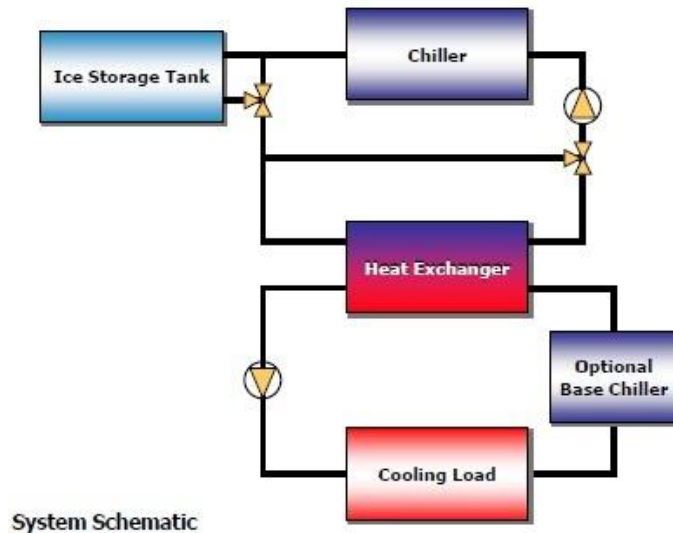 Ice Storage Tank
Chiller
Heat Exchanger
Optional
Base Chiller
Cooling Load
System Schematic